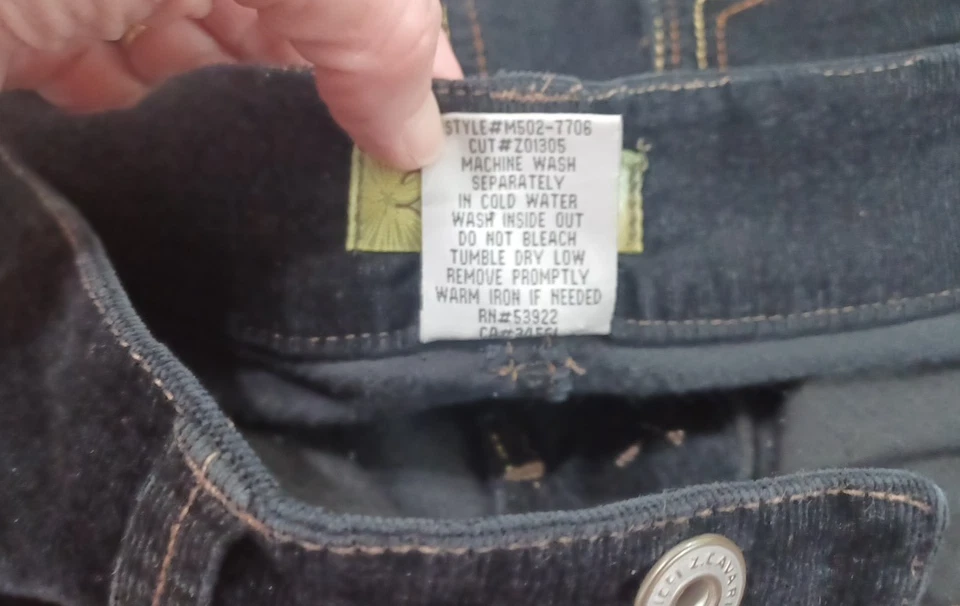 STYLE#M502-7706
CUT#Z01305
MACHINE WASH
SEPARATELY
IN COLD WATER
WASH INSIDE OUT
DO NOT BLEACH
TUMBLE DRY LOW
REMOVE PROMPTLY
WARM IRON IF NEEDED
RN#53922
Z.CAVAR